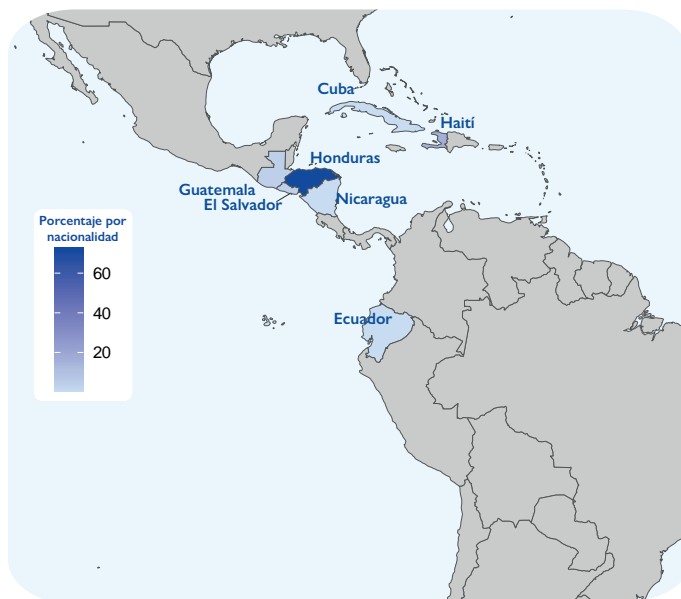 Cuba
Haití
Honduras
Guatemala
El Salvador
Nicaragua
Porcentaje por
nacionalidad
60
40
20
Ecuador